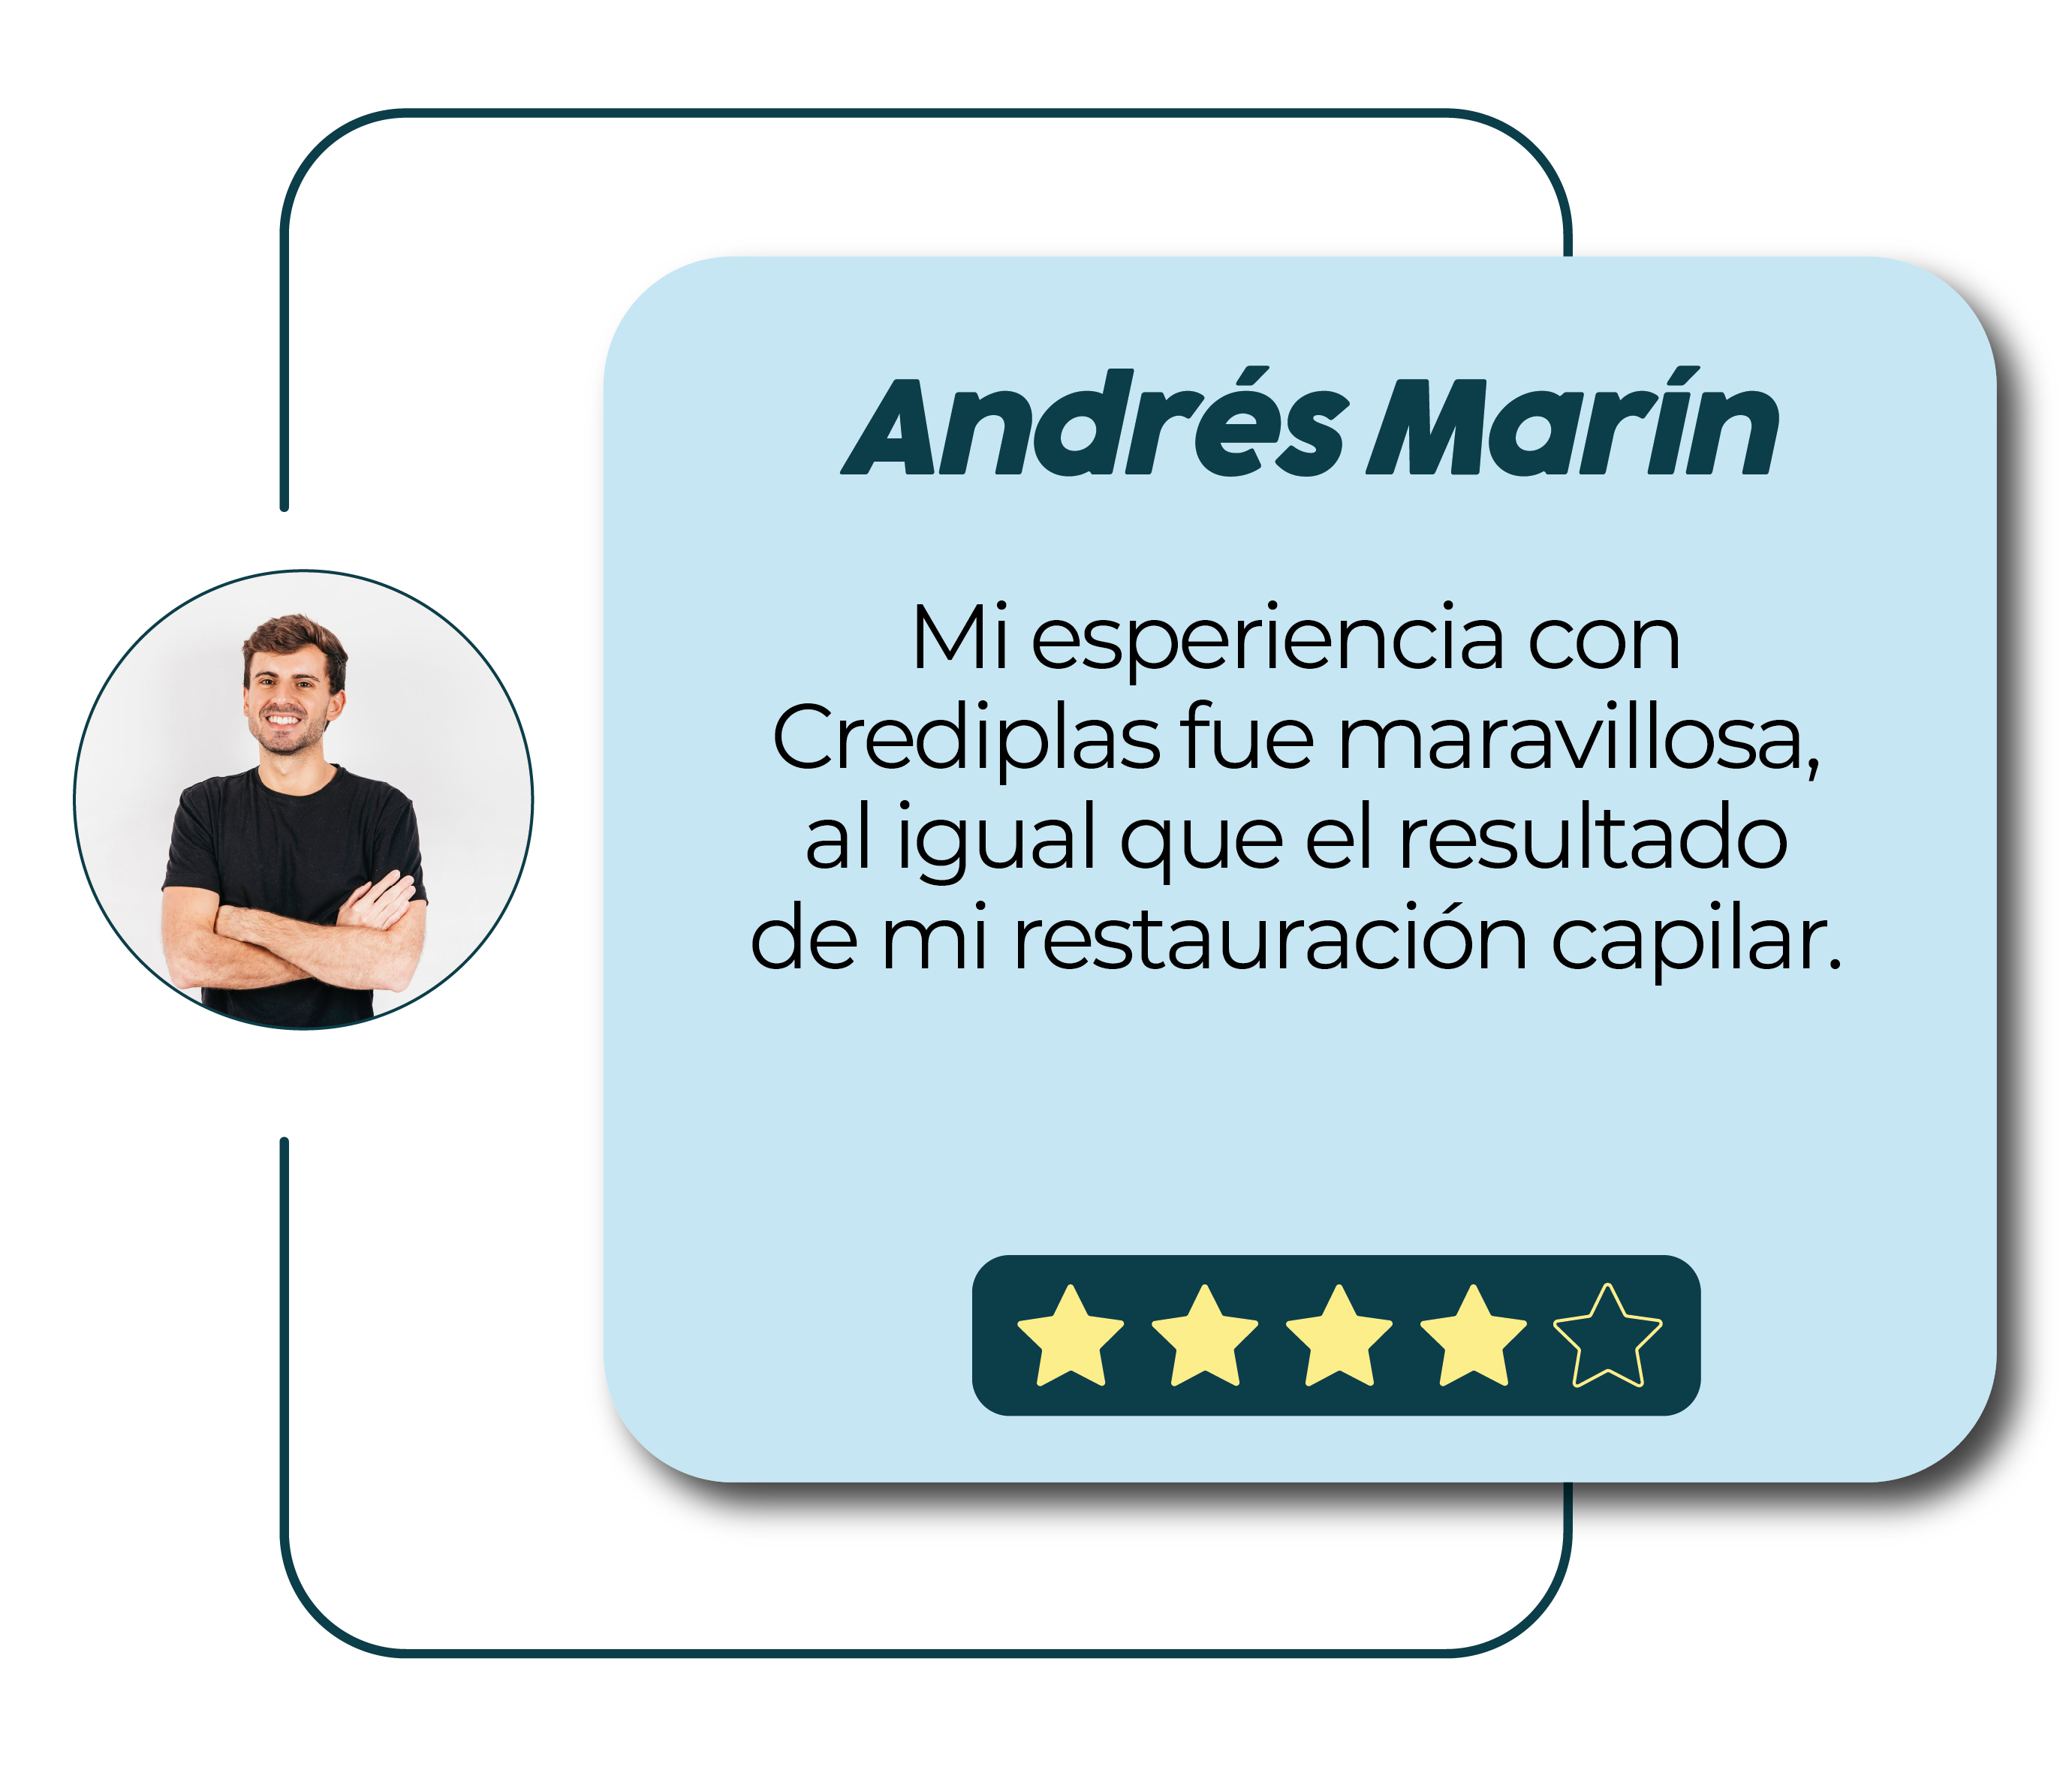 Andrés Marín
Mi esperiencia con
Crediplas fue maravillosa,
al igual que el resultado
de mi restauración capilar.